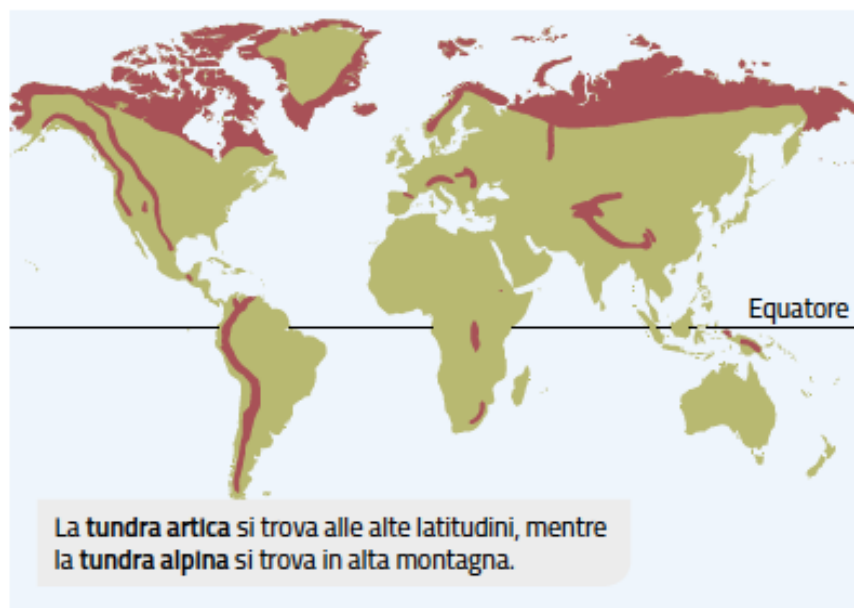 Equatore
La tundra artica si trova alle alte latitudini, mentre
la tundra alpina si trova in alta montagna.